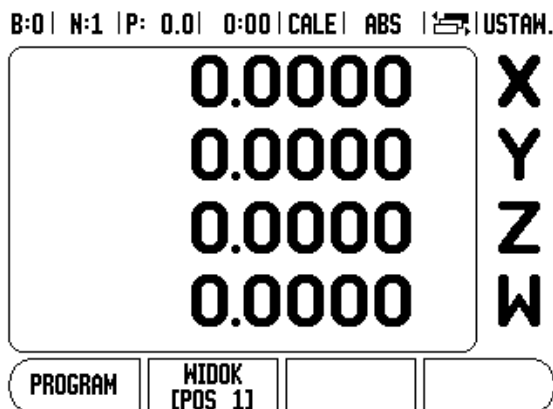 B:0| N:1 |P: 0.0| 0:00|CALE| ABS | |USTAW.
0.0000 X
0.0000 Y
0.0000 Z
0.0000 W
PROGRAM
WIDOK
[POS 1]